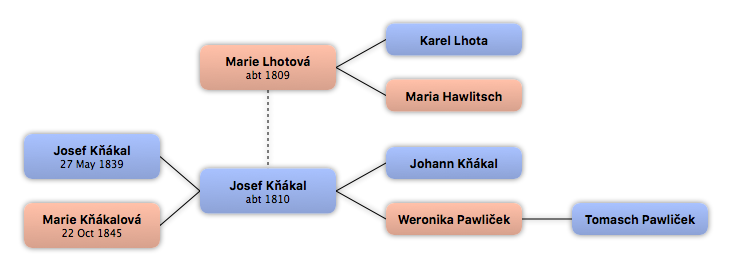 Karel Lhota
Marie Lhotová
abt 1809
Maria Hawlitsch
Josef Kňákal
27 May 1839
Johann Kňákal
Josef Kňákal
abt 1810
Marie Kňákalová
22 Oct 1845
Weronika Pawliček
Tomasch Pawliček